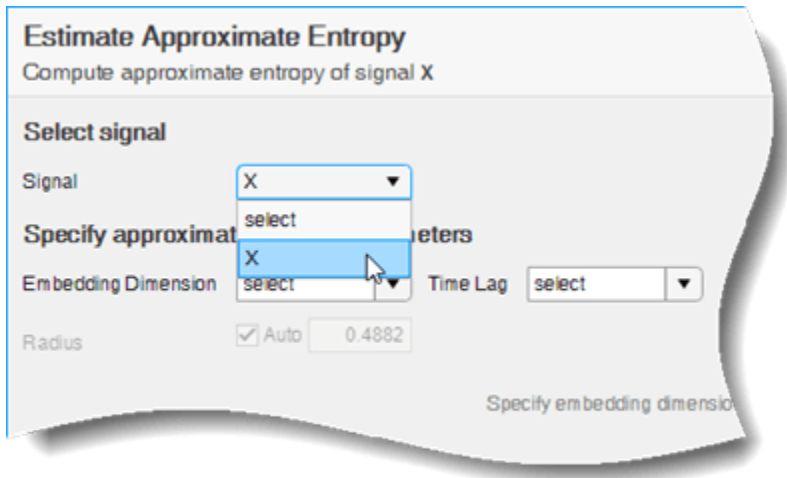 Estimate Approximate Entropy
Compute approximate entropy of signal X
Select signal
Signal X
select
Specify approximat eters
X
Embedding Dimension select Time Lag select
Radius Auto 0.4882
Specify embedding dimensio